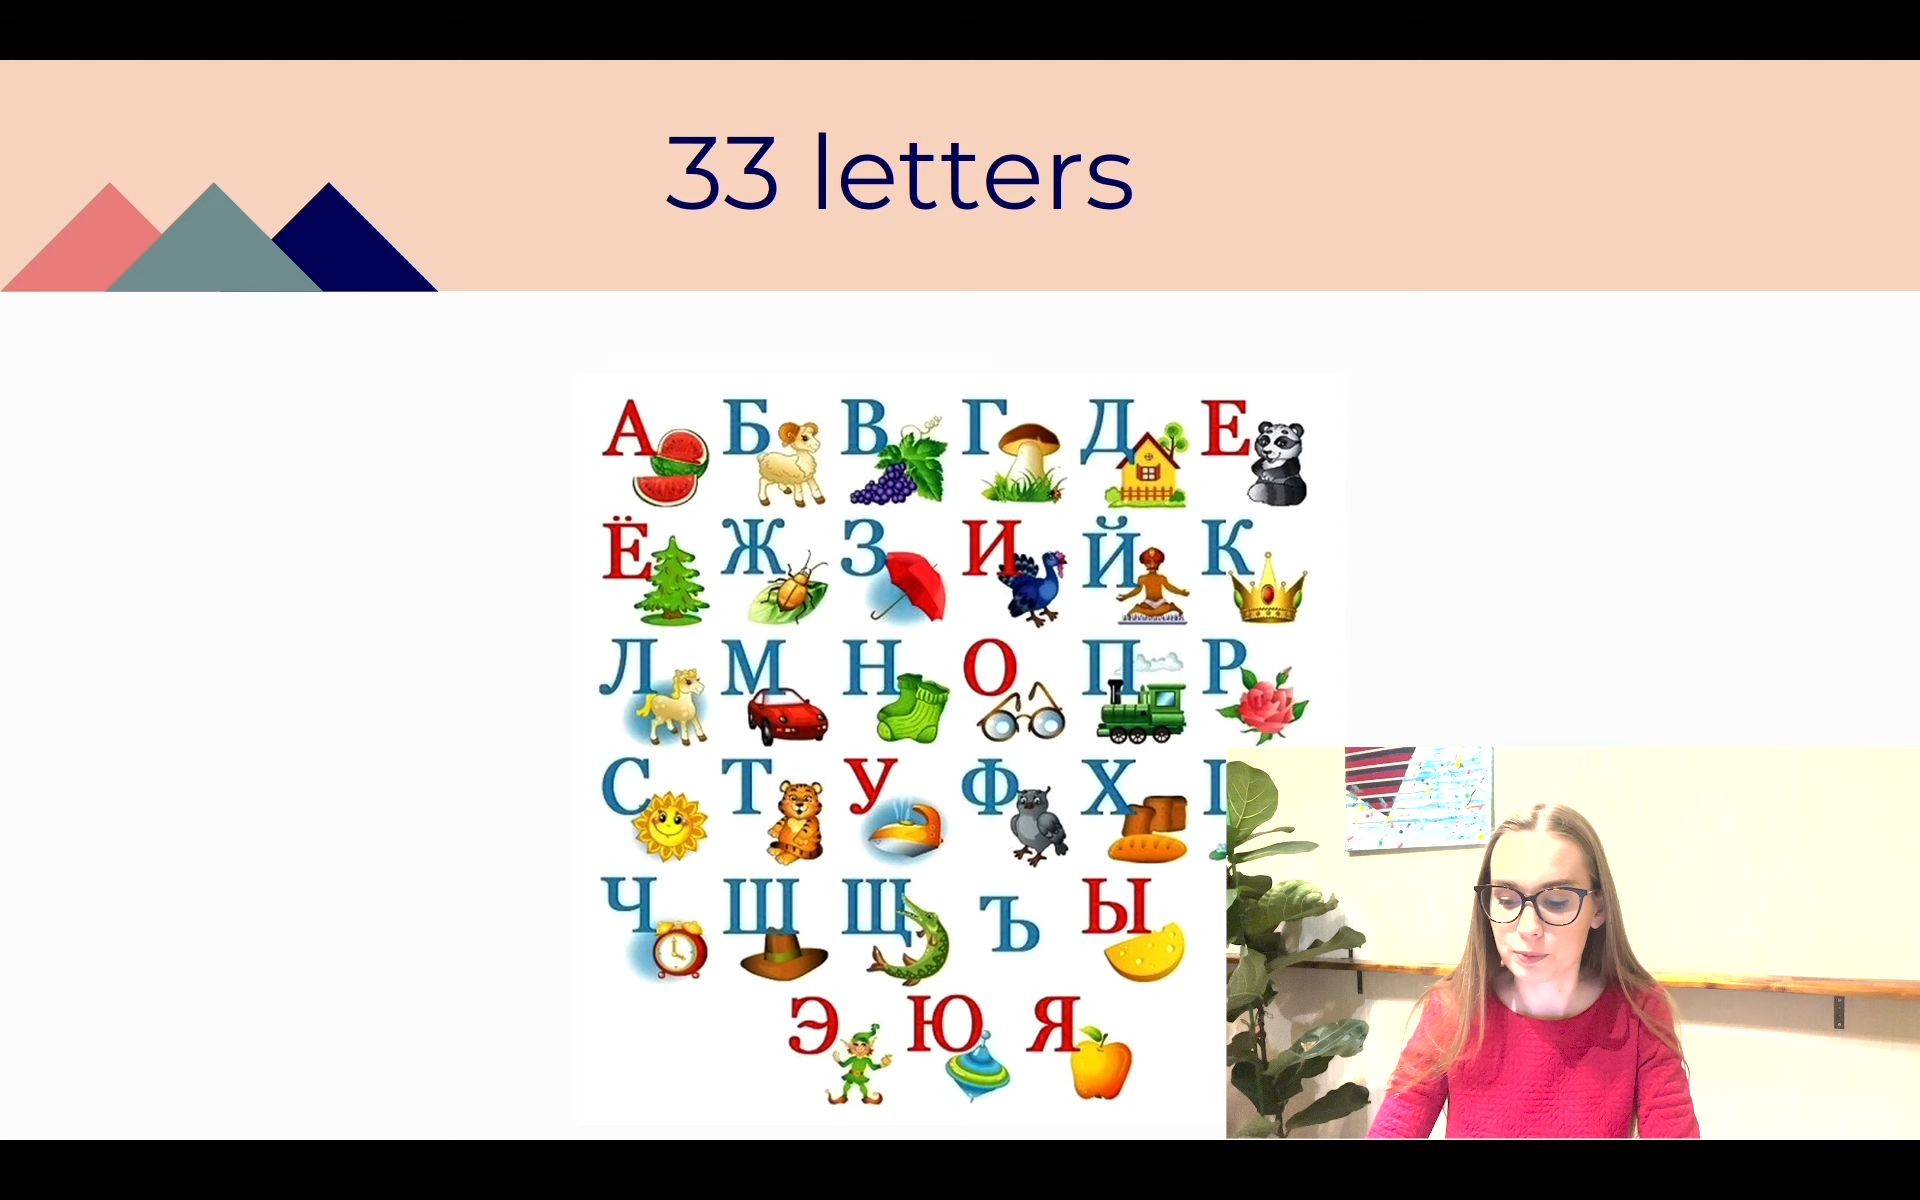 33 letters
А Б В Г Д Е
Ё Ж З И Й К
Л М Н О П Р
С Т У Ф Х
Ч Ш Щ Ъ Ы
Э Ю Я